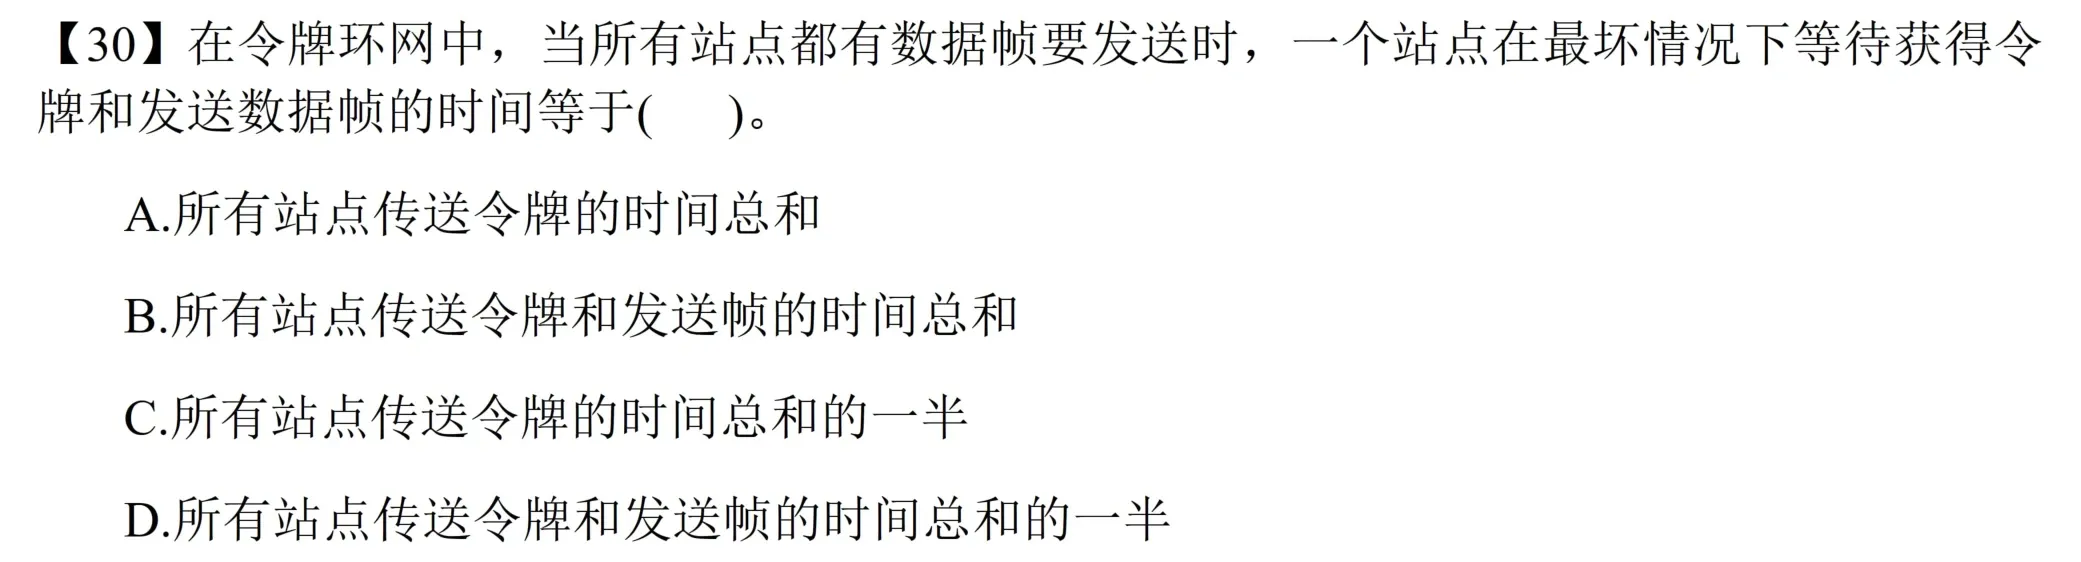 【30】在令牌环网中，当所有站点都有数据帧要发送时，一个站点在最坏情况下等待获得令
牌和发送数据帧的时间等于(  )。
A.所有站点传送令牌的时间总和
B.所有站点传送令牌和发送帧的时间总和
C.所有站点传送令牌的时间总和的一半
D.所有站点传送令牌和发送帧的时间总和的一半